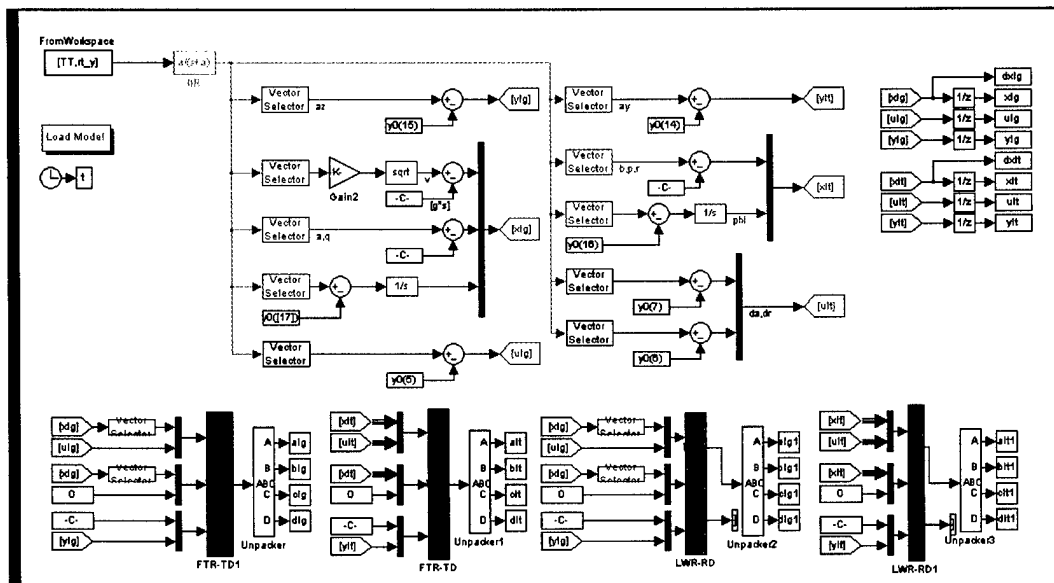 FromWorkspace
[TT,rt_y]
Load Model
t
Vector Selector
az
y0(15)
[ylg]
Vector Selector
K-
Gain2
sqrt
v
-C-
[g*s]
Vector Selector
a,q
-C-
[xlg]
Vector Selector
y0([17])
1/s
Vector Selector
y0(5)
[ulg]
Vector Selector
ay
y0(14)
[ylt]
Vector Selector
b,p,r
-C-
Vector Selector
y0(16)
1/s
phi
[xlt]
Vector Selector
y0(7)
Vector Selector
y0(6)
da,dr
[ult]
dxlg
[xlg]
1/z
xlg
[ulg]
1/z
ulg
[ylg]
1/z
ylg
dxlt
[xlt]
1/z
xlt
[ult]
1/z
ult
[ylt]
1/z
ylt
[xlg]
Vector Selector
[ulg]
[xlg]
Vector Selector
0
-C-
[ylg]
FTR-TD1
A
B
ABC
C
D
Unpacker
alg
blg
clg
dlg
[xlt]
[ult]
[xlt]
0
-C-
[ylt]
FTR-TD
A
B
ABC
C
D
Unpacker1
alt
blt
clt
dlt
[xlg]
Vector Selector
[ulg]
[xlg]
Vector Selector
0
-C-
[ylg]
LWR-RD
A
B
ABC
C
D
Unpacker2
alg1
blg1
clg1
dlg1
[xlt]
[ult]
[xlt]
0
-C-
[ylt]
LWR-RD1
A
B
ABC
C
D
Unpacker3
alt1
blt1
clt1
dlt1